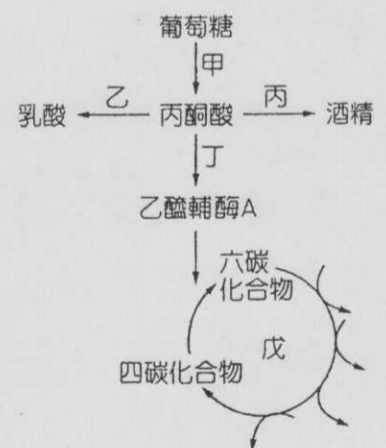 葡萄糖
甲
乳酸 乙 丙酮酸 丙 酒精
丁
乙醯輔酶A
六碳
化合物
戊
四碳化合物